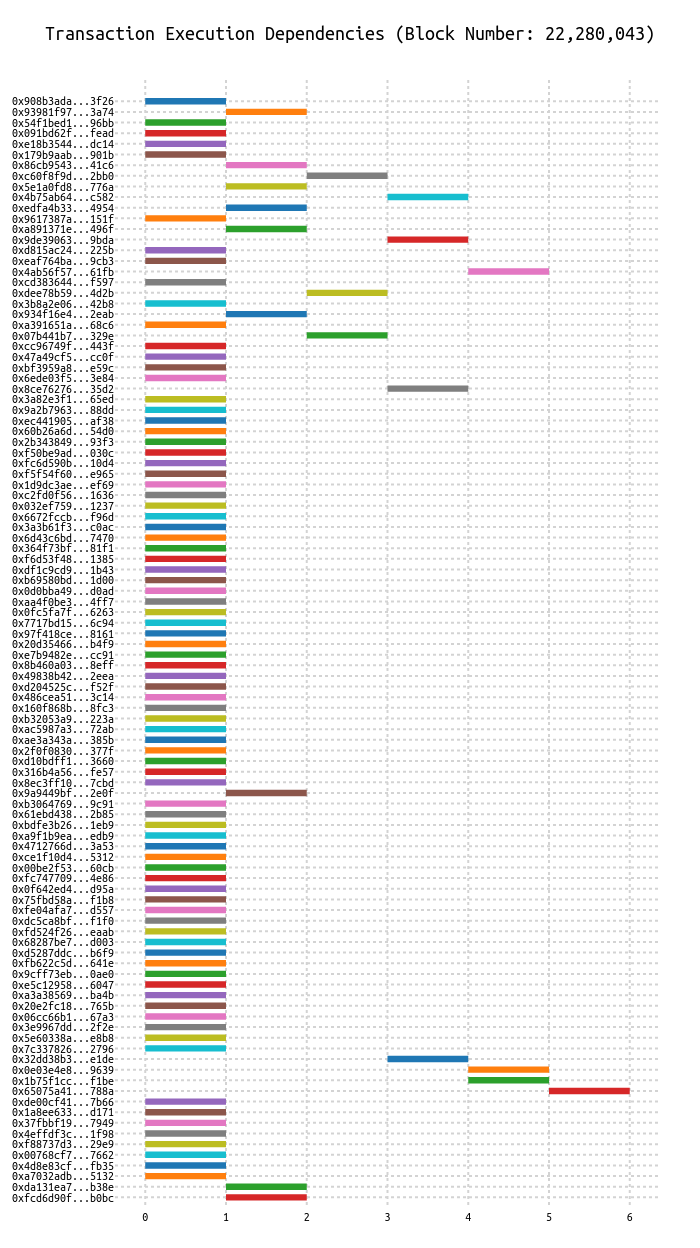 Transaction Execution Dependencies (Block Number: 22,280,043)
0x908b3ada...3f26
0x93981f97...3a74
0x54f1bed1...96bb
0x091bd62f...fead
0xe18b3544...dc14
0x179b9aab...901b
0x86cb9543...41c6
0xc60f8f9d...2bb0
0x5e1a0fd8...776a
0x4b75ab64...c582
0xedfa4b33...4954
0x9617387a...151f
0xa891371e...496f
0x9de39063...9bda
0xd815ac24...225b
0xeaf764ba...9cb3
0x4ab56f57...61fb
0xcd383644...f597
0xdee78b59...4d2b
0x3b8a2e06...42b8
0x934f16e4...2eab
0xa391651a...68c6
0x07b441b7...329e
0xcc96749f...443f
0x47a49cf5...cc0f
0xbf3959a8...e59c
0x6ede03f5...3e84
0x8ce76276...35d2
0x3a82e3f1...65ed
0x9a2b7963...88dd
0xec441905...af38
0x60b26a6d...54d0
0x2b343849...93f3
0xf50be9ad...030c
0xfc6d590b...10d4
0xf5f54f60...e965
0x1d9dc3ae...ef69
0xc2fd0f56...1636
0x032ef759...1237
0x6672fccb...f96d
0x3a3b61f3...c0ac
0x6d43c6bd...7470
0x364f73bf...81f1
0xf6d53f48...1385
0xdf1c9cd9...1b43
0xb69580bd...1d00
0x0d0bba49...d0ad
0xaa4f0be3...4ff7
0x0fc5fa7f...6263
0x7717bd15...6c94
0x97f418ce...8161
0x20d35466...b4f9
0xe7b9482e...cc91
0x8b460a03...8eff
0x49838b42...2eea
0xd204525c...f52f
0x486cea51...3c14
0x160f868b...8fc3
0xb32053a9...223a
0xac5987a3...72ab
0xae3a343a...385b
0x2f0f0830...377f
0xd10bdff1...3660
0x316b4a56...fe57
0x8ec3ff10...7cbd
0x9a9449bf...2e0f
0xb3064769...9c91
0x61ebd438...2b85
0xbdfe3b26...1eb9
0xa9f1b9ea...edb9
0x4712766d...3a53
0xce1f10d4...5312
0x00be2f53...60cb
0xfc747709...4e86
0x0f642ed4...d95a
0x75fbd58a...f1b8
0xfe04afa7...d557
0xdc5ca8bf...f1f0
0xfd524f26...eaab
0x68287be7...d003
0xd5287ddc...b6f9
0xfb622c5d...641e
0x9cff73eb...0ae0
0xe5c12958...6047
0xa3a38569...ba4b
0x20e2fc18...765b
0x06cc66b1...67a3
0x3e9967dd...2f2e
0x5e60338a...e8b8
0x7c337826...2796
0x32dd38b3...e1de
0x0e03e4e8...9639
0x1b75f1cc...f1be
0x65075a41...788a
0xde00cf41...7b66
0x1a8ee633...d171
0x37fbbf19...7949
0x4effdf3c...1f98
0xf88737d3...29e9
0x00768cf7...7662
0x4d8e83cf...fb35
0xa7032adb...5132
0xda131ea7...b38e
0xfcd6d90f...b0bc
0 1 2 3 4 5 6